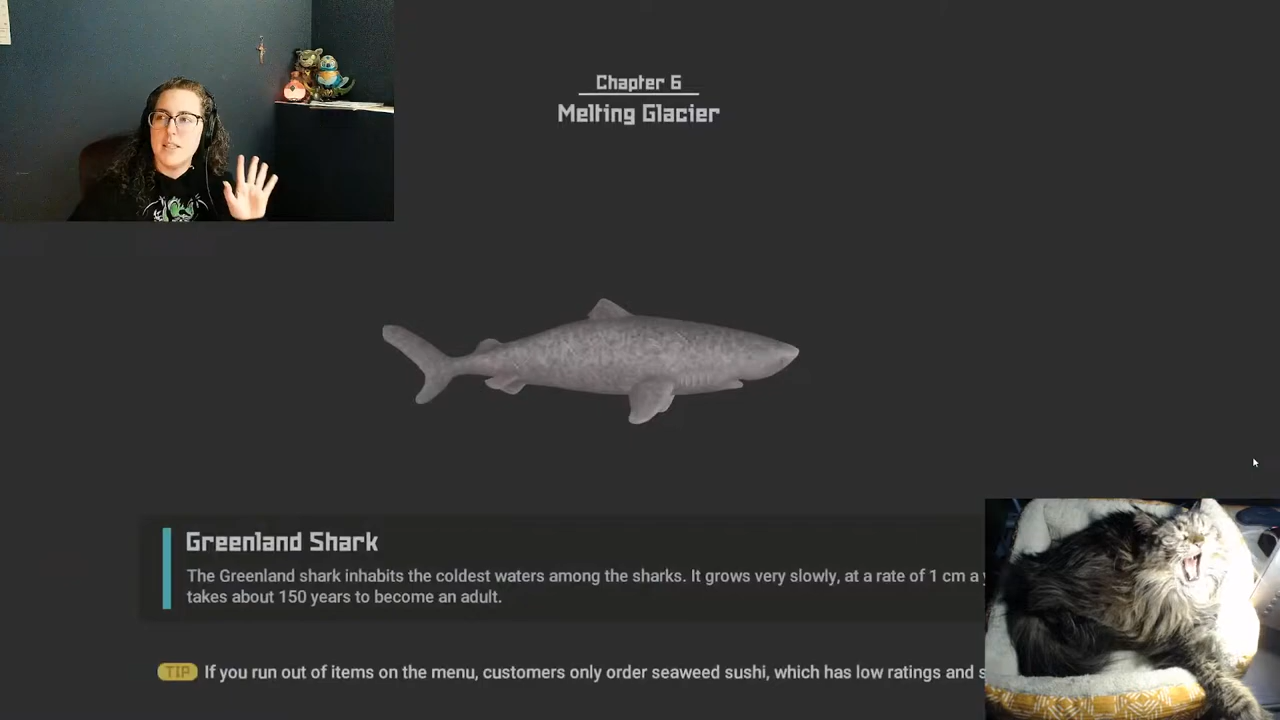 Chapter 6
Melting Glacier
Greenland Shark
The Greenland shark inhabits the coldest waters among the sharks. It grows very slowly, at a rate of 1 cm a
takes about 150 years to become an adult.
TIP If you run out of items on the menu, customers only order seaweed sushi, which has low ratings and